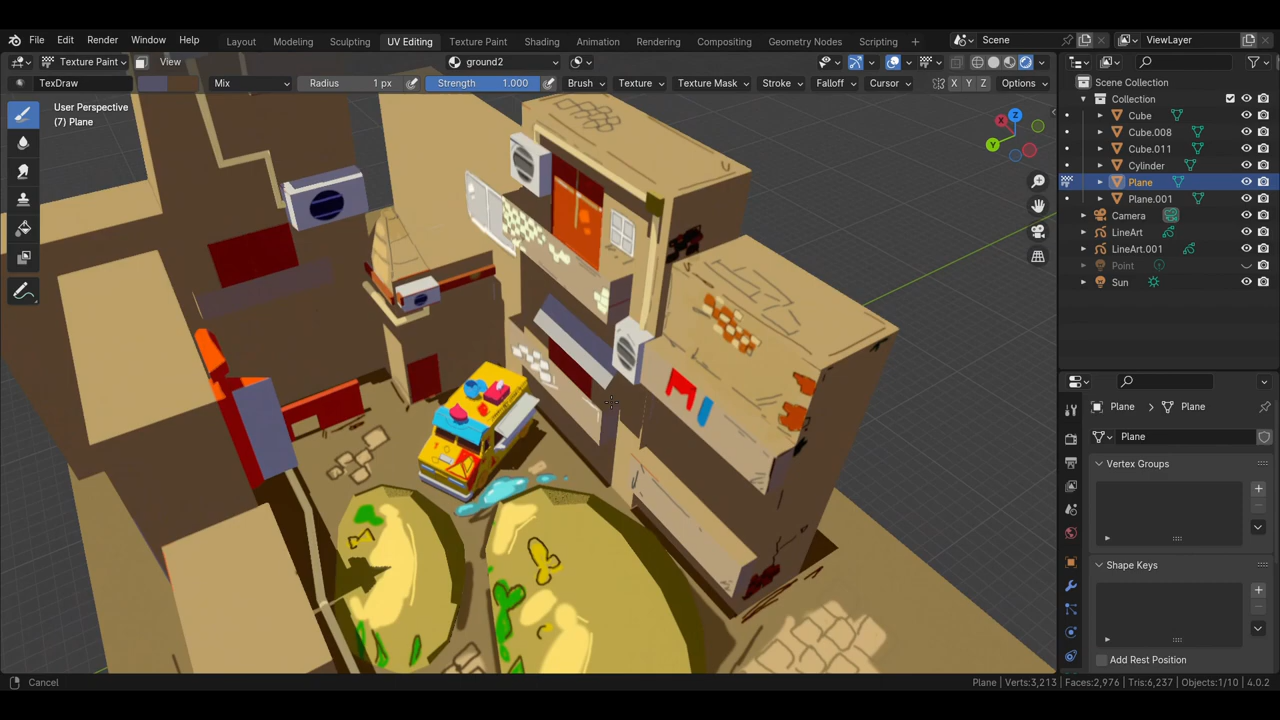 File Edit Render Window Help
Layout Modeling Sculpting UV Editing Texture Paint Shading Animation Rendering Compositing Geometry Nodes Scripting +
Scene
ViewLayer
Texture Paint View
ground2
TexDraw
Mix
Radius 1 px
Strength 1.000
Brush Texture Texture Mask Stroke Falloff Cursor
X Y Z
Options
User Perspective
(7) Plane
Z
X
Y
MI
Scene Collection
Collection
Cube
Cube.008
Cube.011
Cylinder
Plane
Plane.001
Camera
LineArt
LineArt.001
Point
Sun
Plane > Plane
Plane
Vertex Groups
Shape Keys
Add Rest Position
Cancel
Plane | Verts:3,213 | Faces:2,976 | Tris:6,237 | Objects:1/10 | 4.0.2